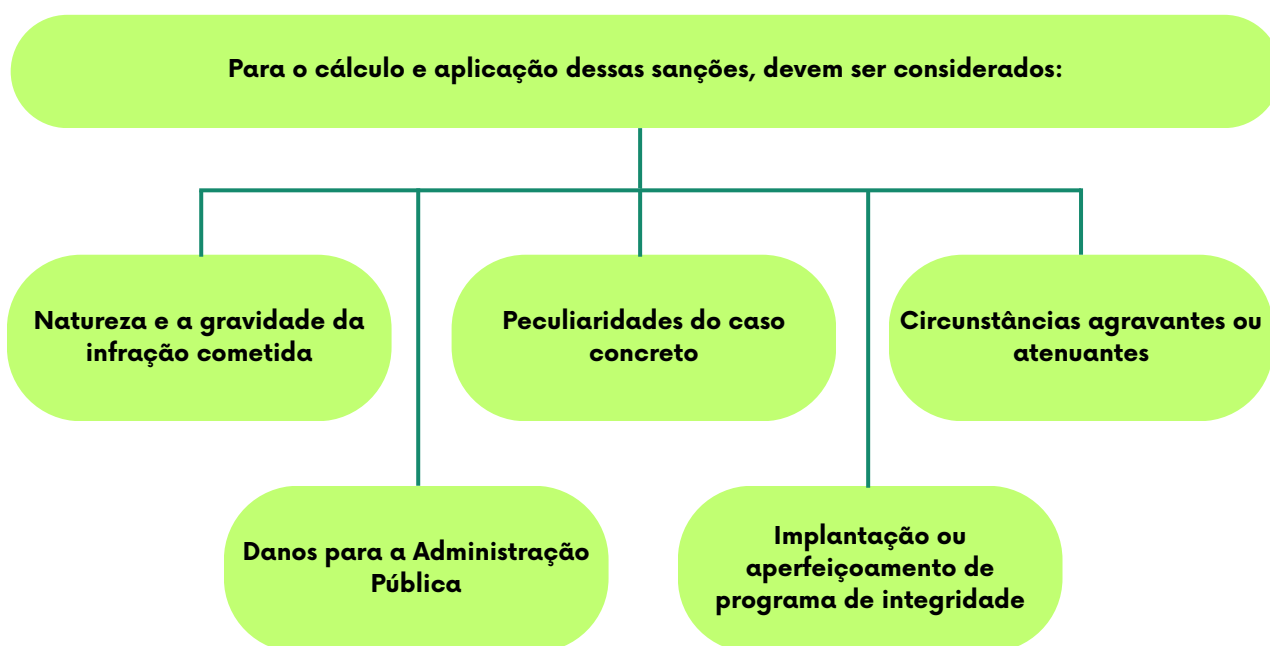 Para o cálculo e aplicação dessas sanções, devem ser considerados:
Natureza e a gravidade da
infração cometida
Peculiaridades do caso
concreto
Circunstâncias agravantes ou
atenuantes
Danos para a Administração
Pública
Implantação ou
aperfeiçoamento de
programa de integridade